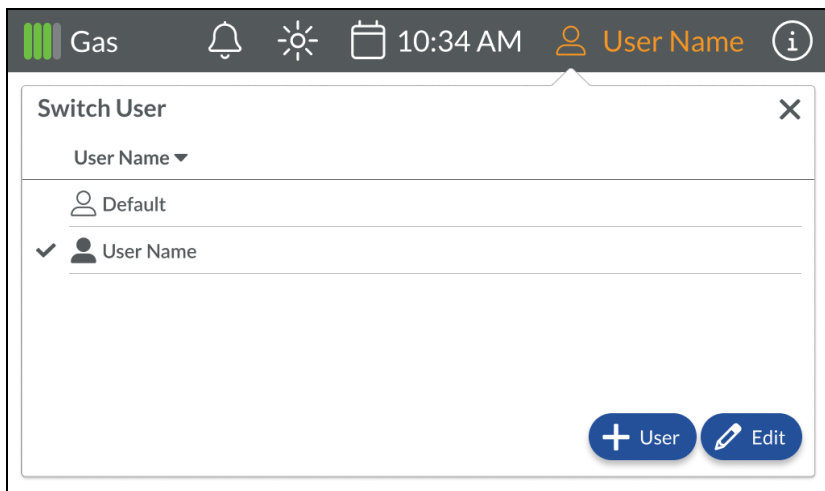 Gas 10:34 AM User Name i
Switch User
User Name
Default
User Name
User Edit